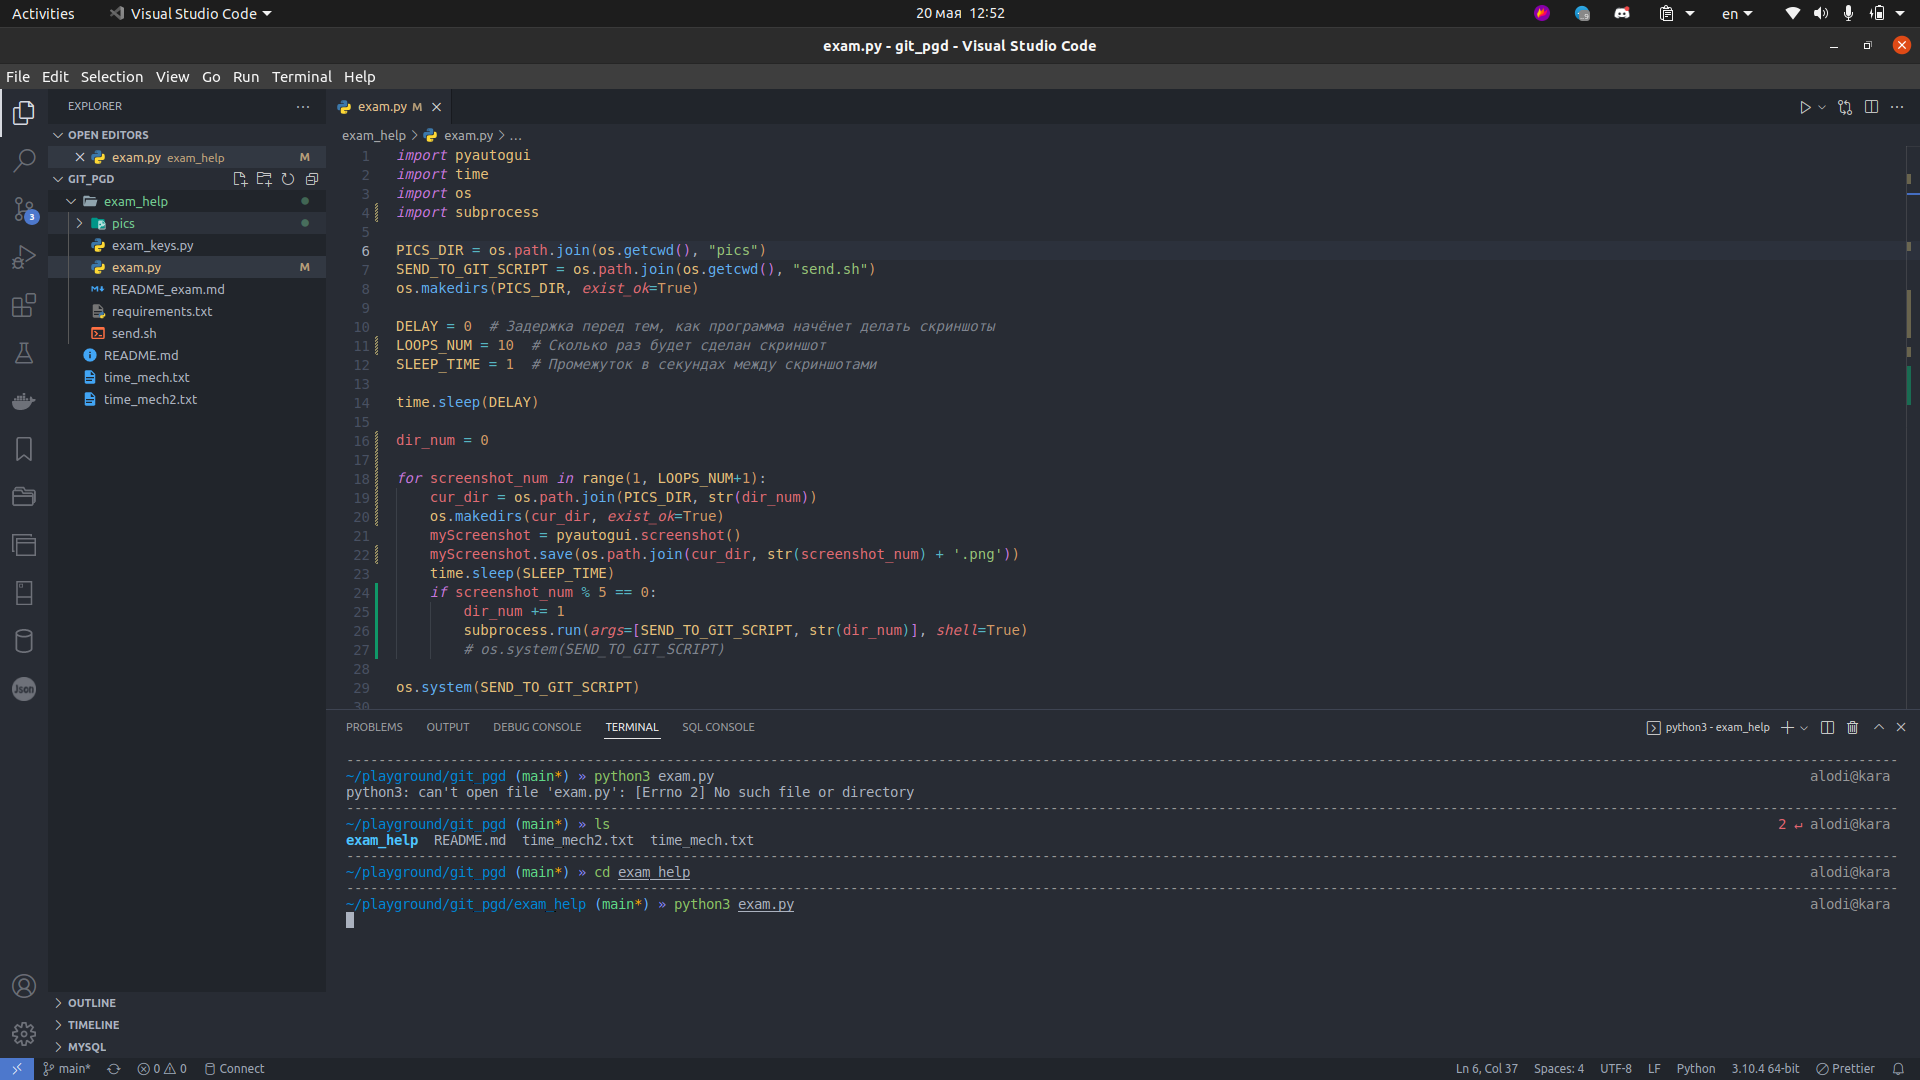 Activities
Visual Studio Code
20 мая 12:52
en
exam.py - git_pgd - Visual Studio Code
File Edit Selection View Go Run Terminal Help
EXPLORER
OPEN EDITORS
exam.py exam_help M
GIT_PGD
exam_help
pics
exam_keys.py
exam.py M
README_exam.md
requirements.txt
send.sh
README.md
time_mech.txt
time_mech2.txt
OUTLINE
TIMELINE
MYSQL
3
Json
exam.py M
exam_help > exam.py > ...
1 import pyautogui
2 import time
3 import os
4 import subprocess
5
6 PICS_DIR = os.path.join(os.getcwd(), "pics")
7 SEND_TO_GIT_SCRIPT = os.path.join(os.getcwd(), "send.sh")
8 os.makedirs(PICS_DIR, exist_ok=True)
9
10 DELAY = 0  # Задержка перед тем, как программа начёнет делать скриншоты
11 LOOPS_NUM = 10  # Сколько раз будет сделан скриншот
12 SLEEP_TIME = 1  # Промежуток в секундах между скриншотами
13
14 time.sleep(DELAY)
15
16 dir_num = 0
17
18 for screenshot_num in range(1, LOOPS_NUM+1):
19     cur_dir = os.path.join(PICS_DIR, str(dir_num))
20     os.makedirs(cur_dir, exist_ok=True)
21     myScreenshot = pyautogui.screenshot()
22     myScreenshot.save(os.path.join(cur_dir, str(screenshot_num) + '.png'))
23     time.sleep(SLEEP_TIME)
24     if screenshot_num % 5 == 0:
25         dir_num += 1
26         subprocess.run(args=[SEND_TO_GIT_SCRIPT, str(dir_num)], shell=True)
27         # os.system(SEND_TO_GIT_SCRIPT)
28
29 os.system(SEND_TO_GIT_SCRIPT)
30
PROBLEMS OUTPUT DEBUG CONSOLE TERMINAL SQL CONSOLE
python3 - exam_help
~/playground/git_pgd (main*) » python3 exam.py alodi@kara
python3: can't open file 'exam.py': [Errno 2] No such file or directory
~/playground/git_pgd (main*) » ls 2 ↵ alodi@kara
exam_help README.md time_mech2.txt time_mech.txt
~/playground/git_pgd (main*) » cd exam_help alodi@kara
~/playground/git_pgd/exam_help (main*) » python3 exam.py alodi@kara
main* 0 0 Connect
Ln 6, Col 37 Spaces: 4 UTF-8 LF Python 3.10.4 64-bit Prettier